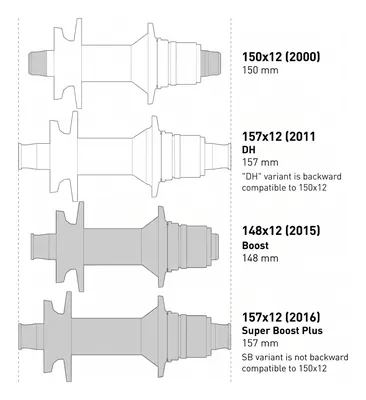 150x12 (2000)
150 mm
157x12 (2011
DH
157 mm
"DH" variant is backward
compatible to 150x12
148x12 (2015)
Boost
148 mm
157x12 (2016)
Super Boost Plus
157 mm
SB variant is not backward
compatible to 150x12